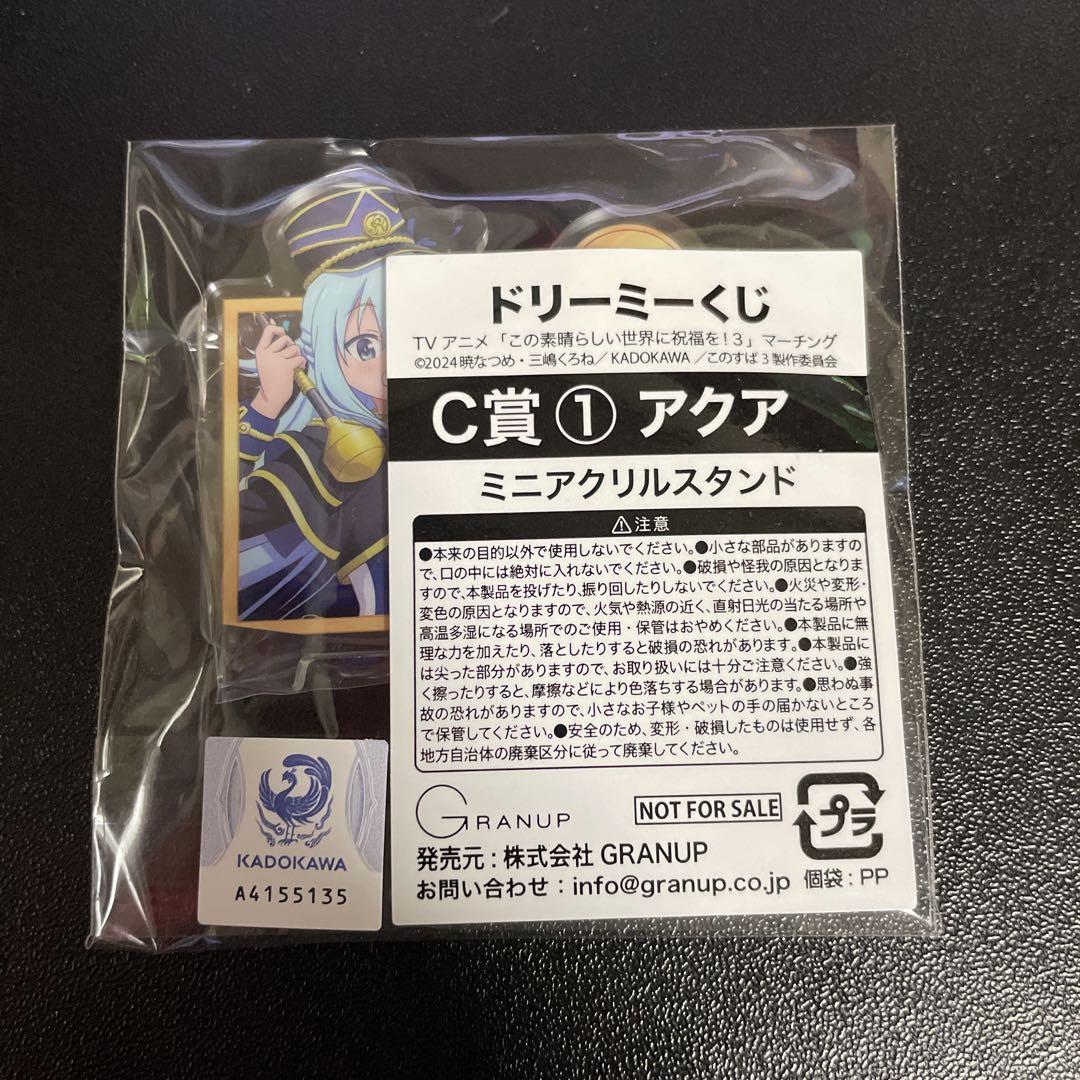 ドリーミーくじ
TV アニメ「この素晴らしい世界に祝福を！3」マーチング
©2024 暁なつめ・三嶋くろね／KADOKAWA／このすば3製作委員会
C賞 ① アクア
ミニアクリルスタンド
⚠注意
●本来の目的以外で使用しないでください。●小さな部品がありますの
で、口の中には絶対に入れないでください。●破損や怪我の原因となりま
すので、本製品を投げたり、振り回したりしないでください。●火災や変形・
変色の原因となりますので、火気や熱源の近く、直射日光の当たる場所や
高温多湿になる場所でのご使用・保管はおやめください。●本製品に無
理な力を加えたり、落としたりすると破損の恐れがあります。●本製品に
は尖った部分がありますので、お取り扱いには十分ご注意ください。●強
く擦ったりすると、摩擦などにより色落ちする場合があります。●思わぬ事
故の恐れがありますので、小さなお子様やペットの手の届かないところ
で保管してください。●安全のため、変形・破損したものは使用せず、各
地方自治体の廃棄区分に従って廃棄してください。
GRANUP
NOT FOR SALE
プラ
発売元：株式会社 GRANUP
お問い合わせ：info@granup.co.jp
個袋：PP
KADOKAWA
A4155135